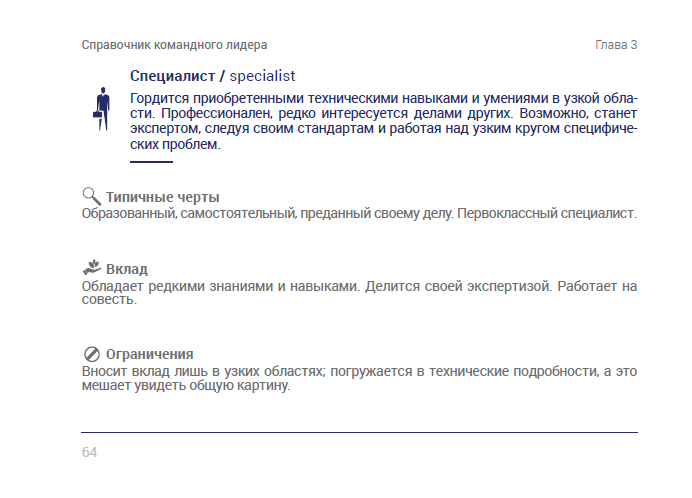 Справочник командного лидера
Глава 3
Специалист / specialist
Гордится приобретенными техническими навыками и умениями в узкой обла-
сти. Профессионален, редко интересуется делами других. Возможно, станет
экспертом, следуя своим стандартам и работая над узким кругом специфиче-
ских проблем.
Типичные черты
Образованный, самостоятельный, преданный своему делу. Первоклассный специалист.
Вклад
Обладает редкими знаниями и навыками. Делится своей экспертизой. Работает на
совесть.
Ограничения
Вносит вклад лишь в узких областях; погружается в технические подробности, а это
мешает увидеть общую картину.
64